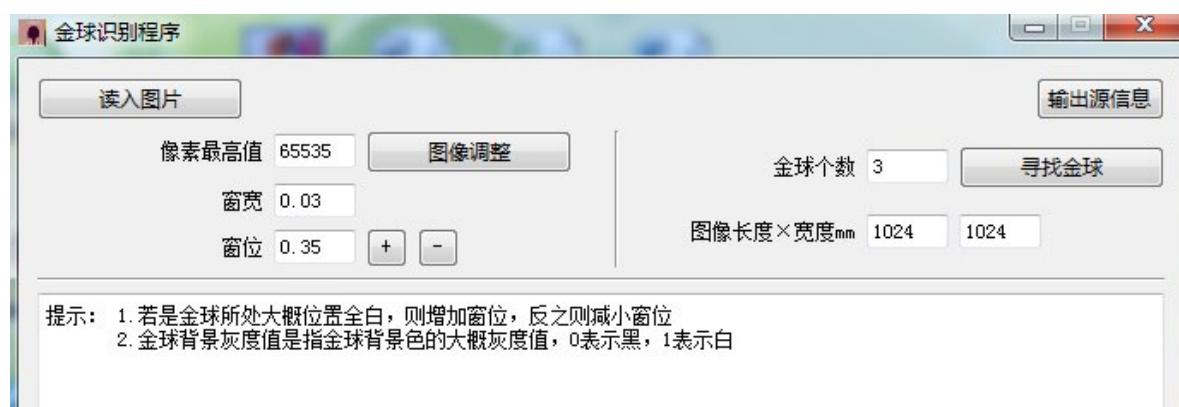 金球识别程序
读入图片
输出源信息
像素最高值 65535 图像调整
金球个数 3 寻找金球
窗宽 0.03
图像长度×宽度mm 1024 1024
窗位 0.35 + -
提示: 1.若是金球所处大概位置全白,则增加窗位,反之则减小窗位
2.金球背景灰度值是指金球背景色的大概灰度值,0表示黑,1表示白